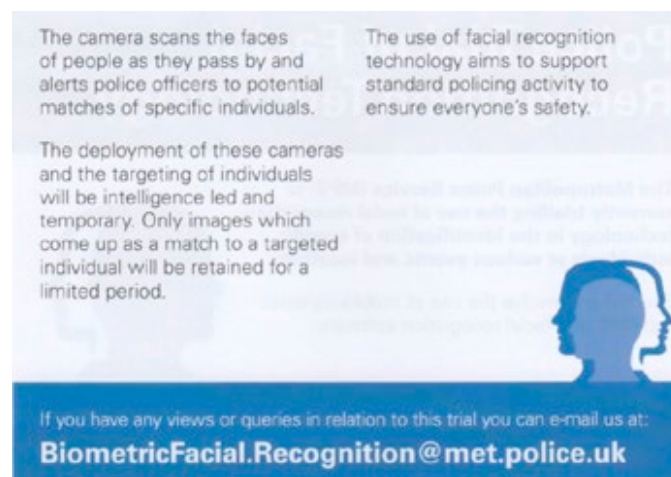 The camera scans the faces
of people as they pass by and
alerts police officers to potential
matches of specific individuals.
The deployment of these cameras
and the targeting of individuals
will be intelligence led and
temporary. Only images which
come up as a match to a targeted
individual will be retained for a
limited period.
The use of facial recognition
technology aims to support
standard policing activity to
ensure everyone's safety.
If you have any views or queries in relation to this trial you can e-mail us at:
BiometricFacial.Recognition@met.police.uk